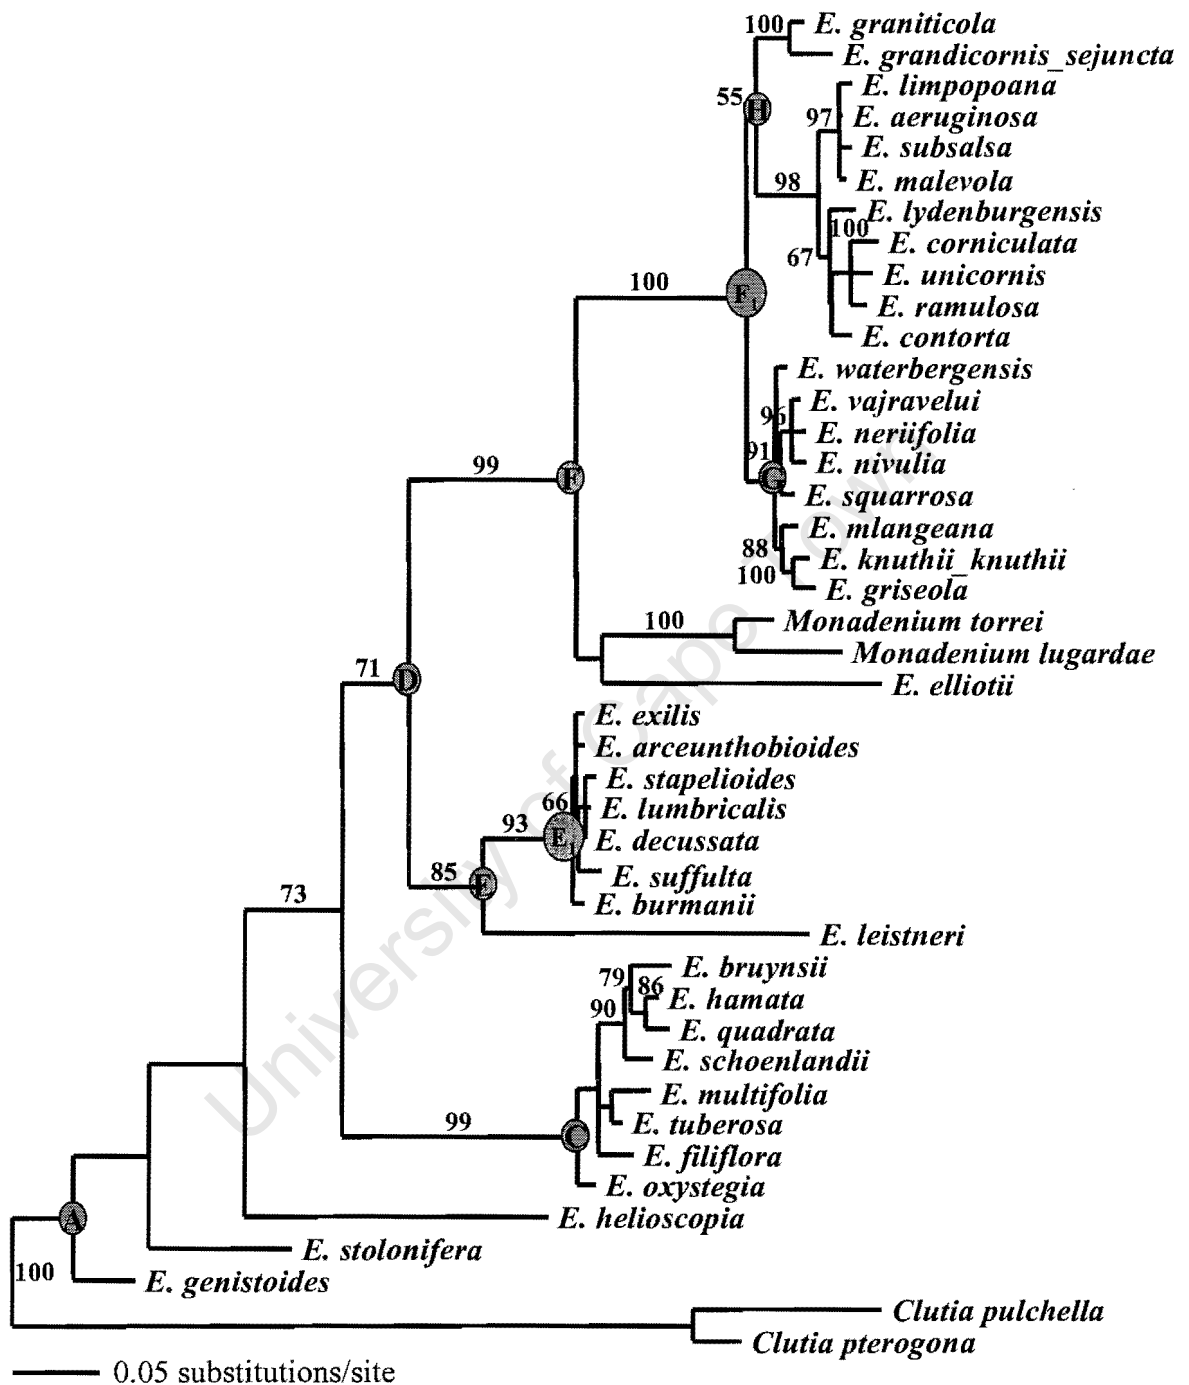 100 E. graniticola
E. grandicornis_sejuncta
E. limpopoana
55 H
97 E. aeruginosa
E. subsalsa
98 E. malevola
E. lydenburgensis
100
E. corniculata
67
E. unicornis
100 F1
E. ramulosa
E. contorta
E. waterbergensis
E. vajravelui
96
E. neriifolia
91
E. nivulia
99 F G
E. squarrosa
E. mlangeana
88
E. knuthii_knuthii
100
E. griseola
100 Monadenium torrei
Monadenium lugardae
71 D
E. elliotii
E. exilis
E. arceunthobioides
E. stapelioides
66 E. lumbricalis
93 E1 E. decussata
85 E
E. suffulta
73
E. burmanii
E. leistneri
E. bruynsii
79 86
E. hamata
90
E. quadrata
E. schoenlandii
E. multifolia
99 C
E. tuberosa
E. filiflora
E. oxystegia
A
E. helioscopia
E. stolonifera
100
E. genistoides
Clutia pulchella
Clutia pterogona
0.05 substitutions/site
University of Cape Town